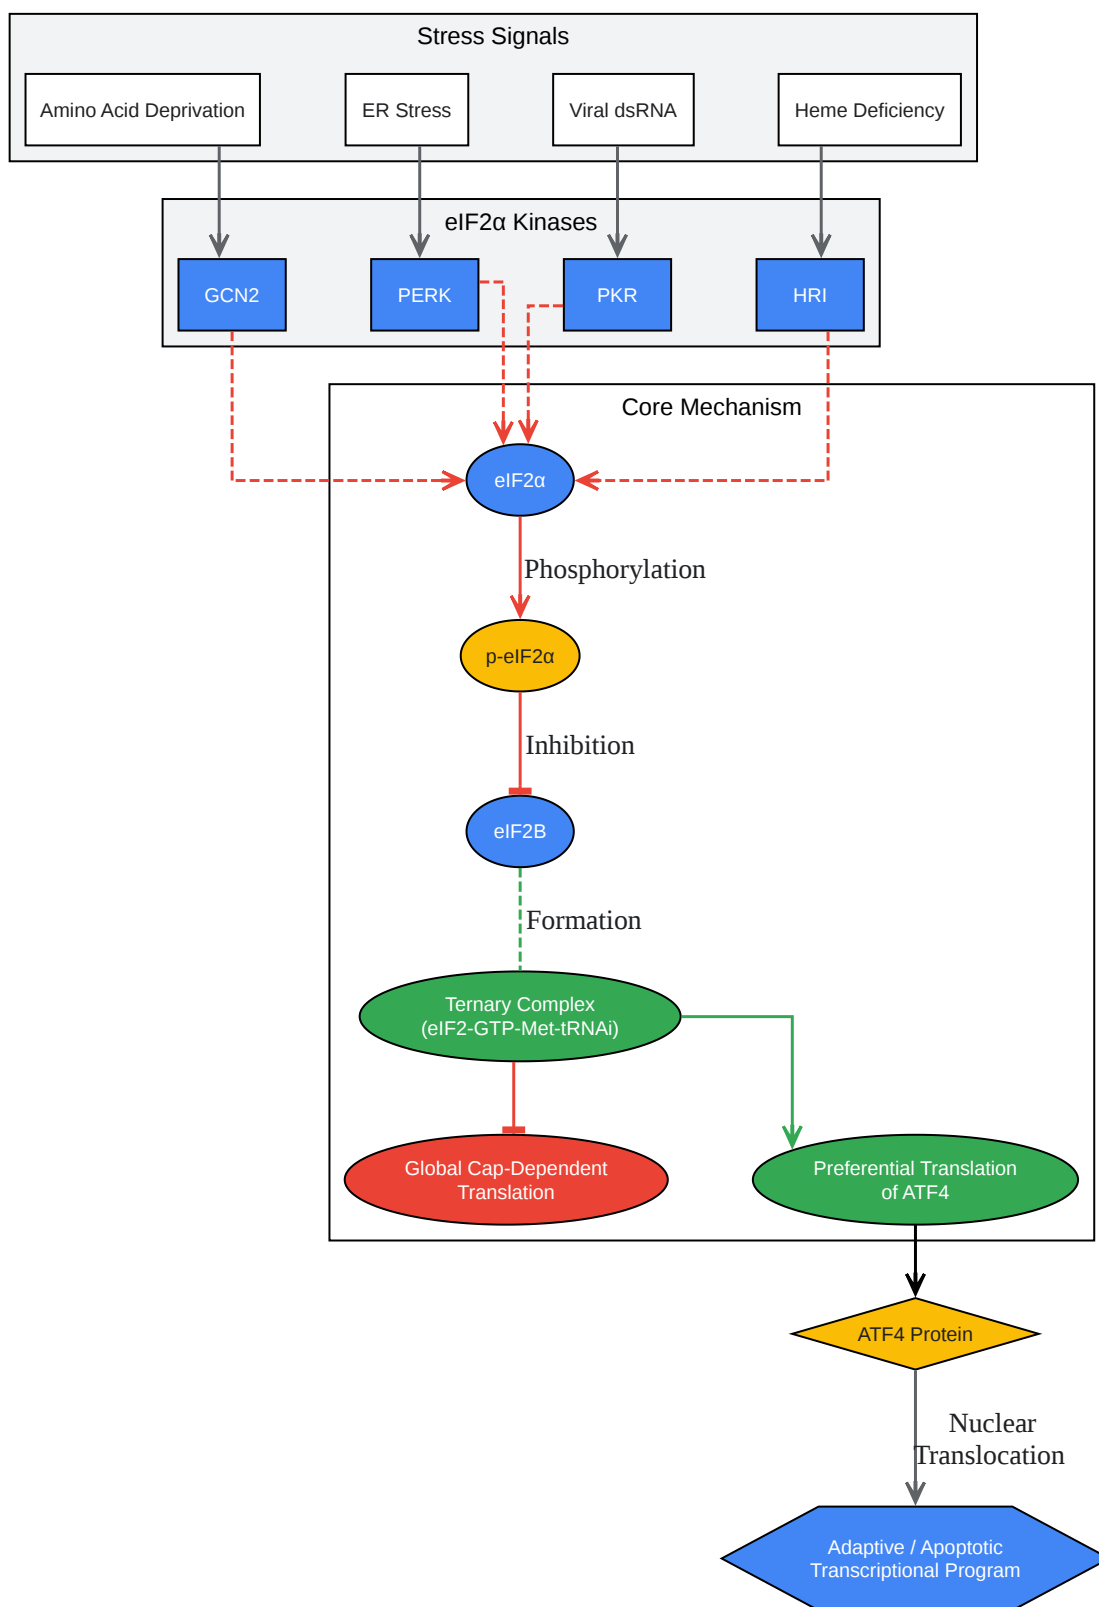 Stress Signals
Amino Acid Deprivation
ER Stress
Viral dsRNA
Heme Deficiency
eIF2α Kinases
GCN2
PERK
PKR
HRI
Core Mechanism
eIF2α
Phosphorylation
p-eIF2α
Inhibition
eIF2B
Formation
Ternary Complex
(eIF2-GTP-Met-tRNAi)
Global Cap-Dependent
Translation
Preferential Translation
of ATF4
ATF4 Protein
Nuclear
Translocation
Adaptive / Apoptotic
Transcriptional Program